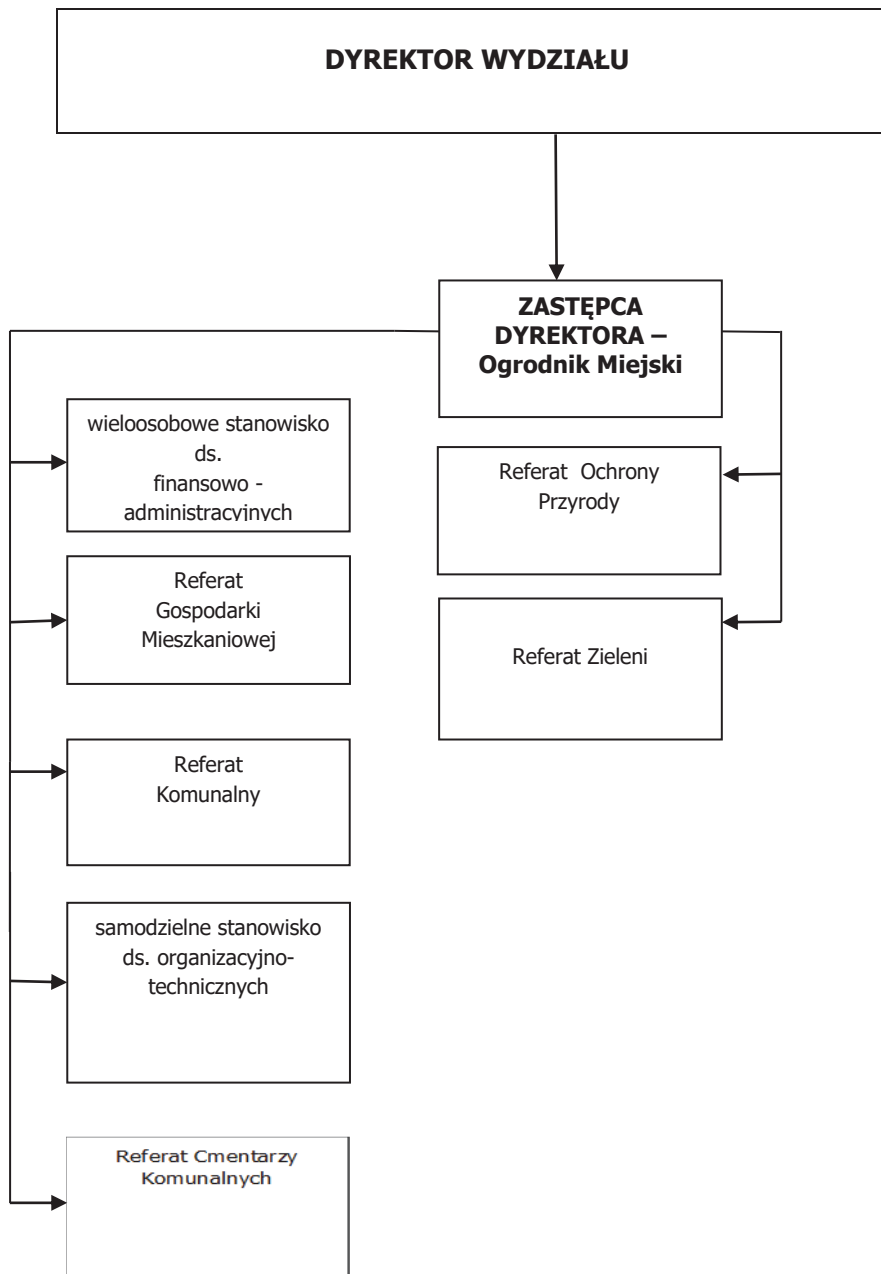 DYREKTOR WYDZIAŁU
ZASTĘPCA
DYREKTORA –
Ogrodnik Miejski
wieloosobowe stanowisko
ds.
finansowo -
administracyjnych
Referat Ochrony
Przyrody
Referat
Gospodarki
Mieszkaniowej
Referat Zieleni
Referat
Komunalny
samodzielne stanowisko
ds. organizacyjno-
technicznych
Referat Cmentarzy
Komunalnych